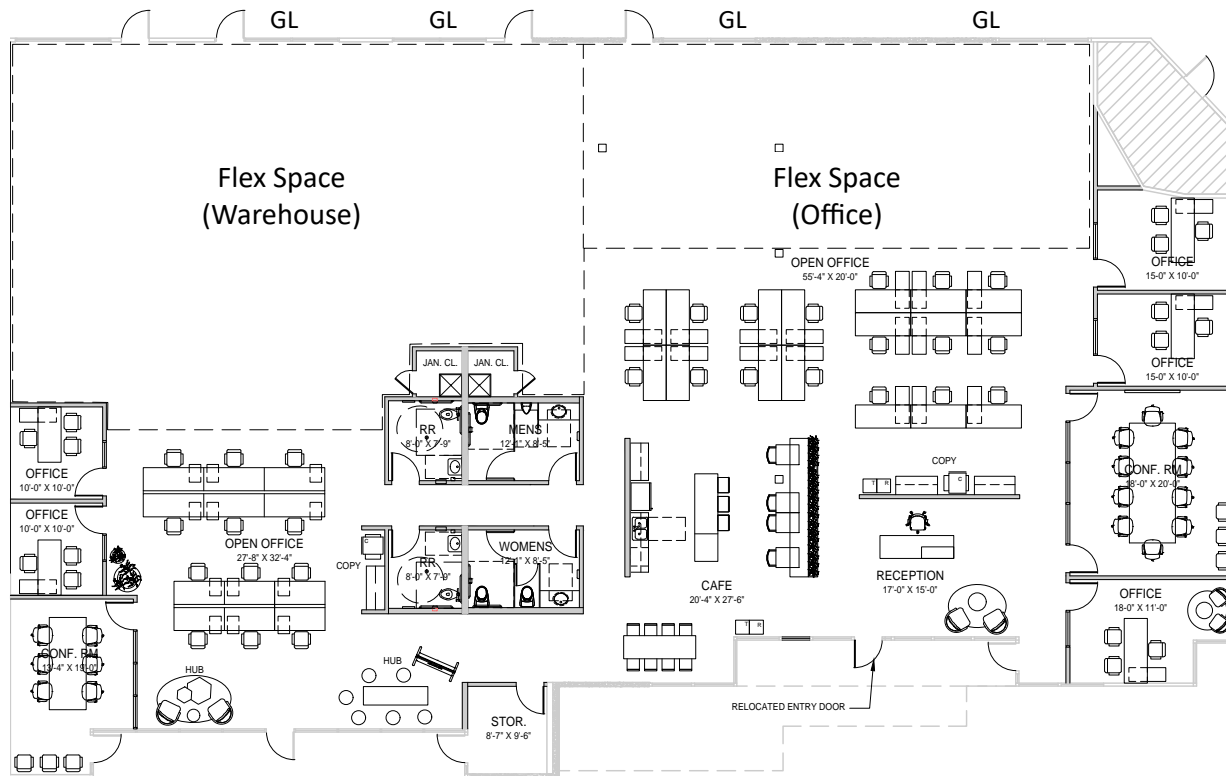 GL
GL
GL
GL
Flex Space
(Warehouse)
Flex Space
(Office)
OPEN OFFICE
55'-4" X 20'-0"
OFFICE
15-0" X 10'-0"
OFFICE
15-0" X 10'-0"
JAN. CL.
JAN. CL.
RR
8'-0" X 7'-9"
MENS
12'-1" X 8'-5"
OFFICE
10'-0" X 10'-0"
OFFICE
10'-0" X 10'-0"
COPY
T
R
C
CONF. RM
18'-0" X 20'-0"
OPEN OFFICE
27'-8" X 32'-4"
C
COPY
RR
8'-0" X 7'-9"
WOMENS
12'-1" X 8'-5"
CAFE
20'-4" X 27'-6"
RECEPTION
17'-0" X 15'-0"
OFFICE
18-0" X 11'-0"
T
R
CONF. RM
13'-4" X 19'-0"
HUB
HUB
STOR.
8'-7" X 9'-6"
RELOCATED ENTRY DOOR